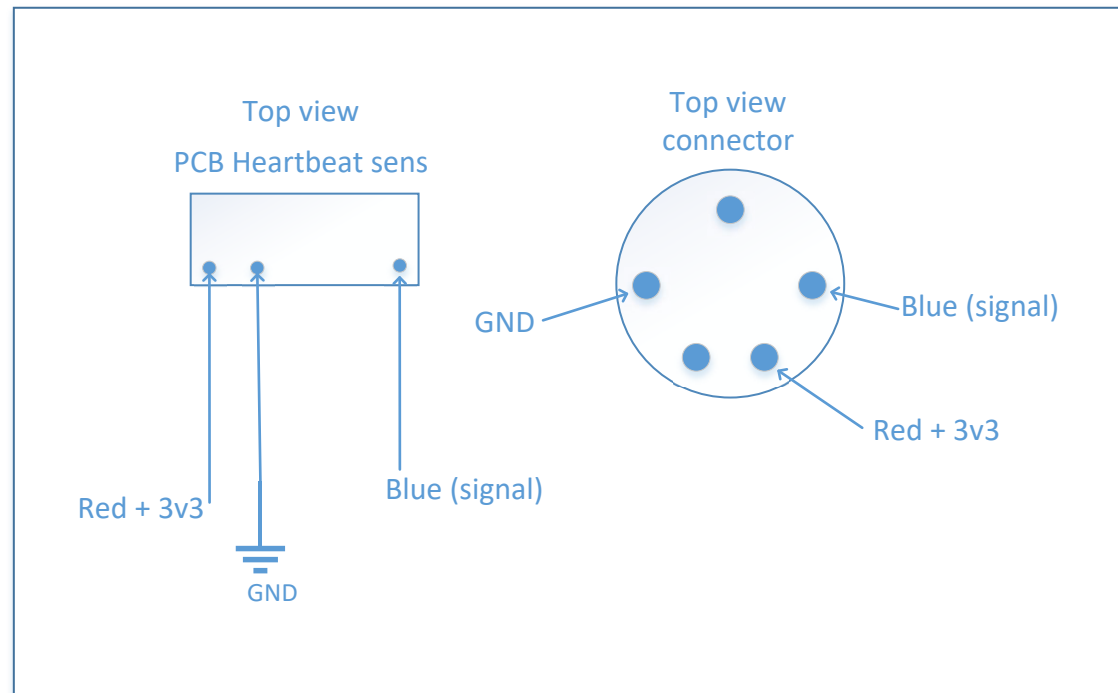 Top view
PCB Heartbeat sens
Red + 3v3
GND
Blue (signal)
Top view
connector
GND
Blue (signal)
Red + 3v3